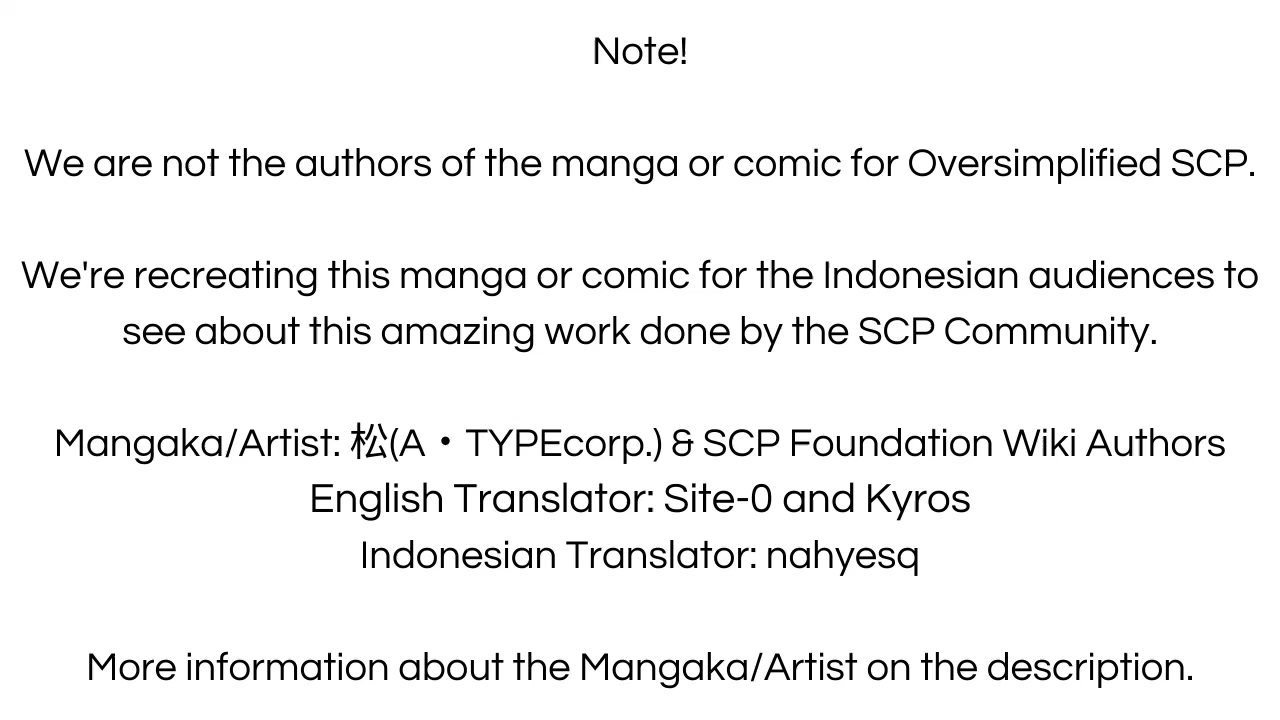 Note!
We are not the authors of the manga or comic for Oversimplified SCP.
We're recreating this manga or comic for the Indonesian audiences to
see about this amazing work done by the SCP Community.
Mangaka/Artist: 松(A・TYPEcorp.) & SCP Foundation Wiki Authors
English Translator: Site-0 and Kyros
Indonesian Translator: nahyesq
More information about the Mangaka/Artist on the description.